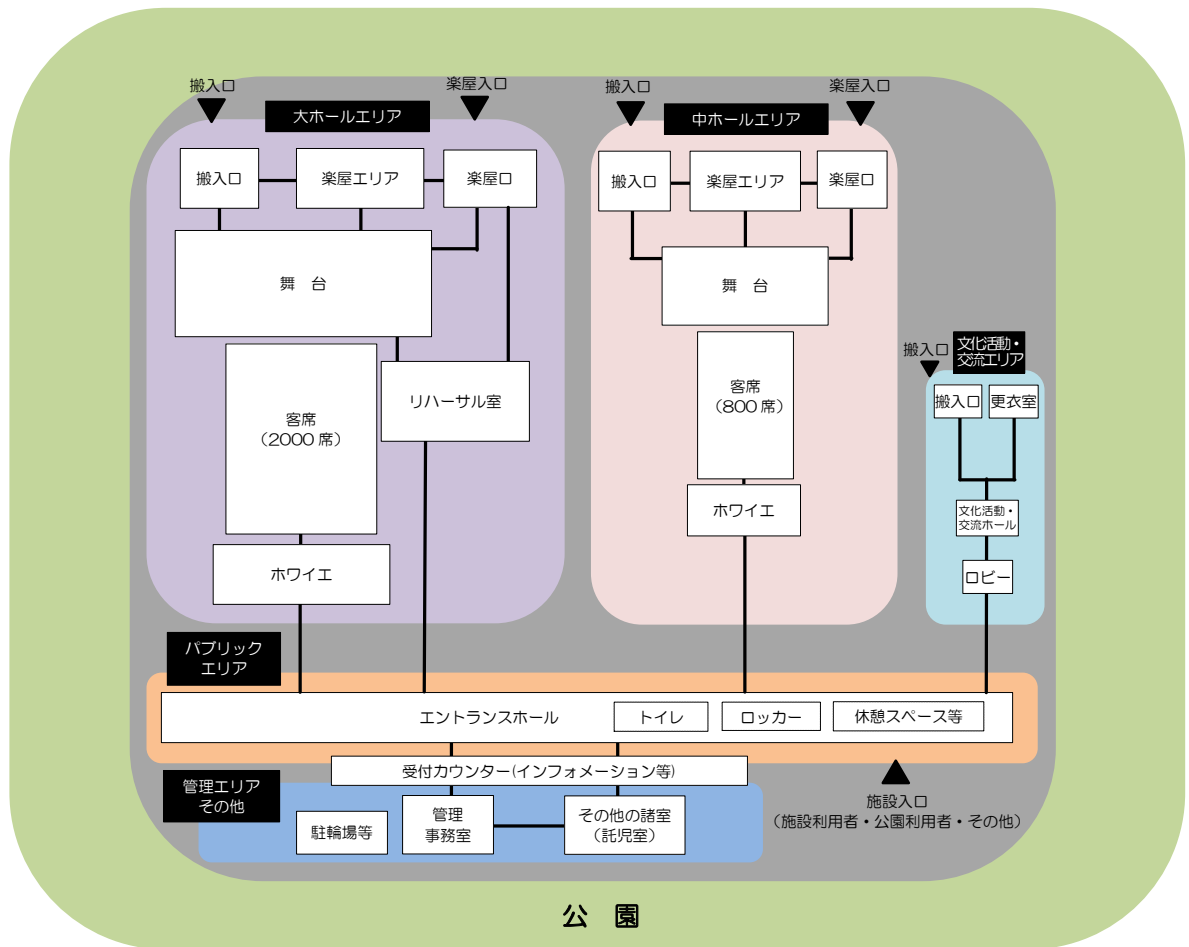 搬入口
楽屋入口
搬入口
楽屋入口
大ホールエリア
中ホールエリア
搬入口
楽屋エリア
楽屋口
搬入口
楽屋エリア
楽屋口
舞　台
舞　台
搬入口
文化活動・
交流エリア
客席
（2000 席）
リハーサル室
客席
（800 席）
搬入口
更衣室
ホワイエ
文化活動・
交流ホール
ホワイエ
ロビー
パブリック
エリア
エントランスホール
トイレ
ロッカー
休憩スペース等
受付カウンター(インフォメーション等)
管理エリア
その他
駐輪場等
管理
事務室
その他の諸室
（託児室）
施設入口
（施設利用者・公園利用者・その他）
公　園